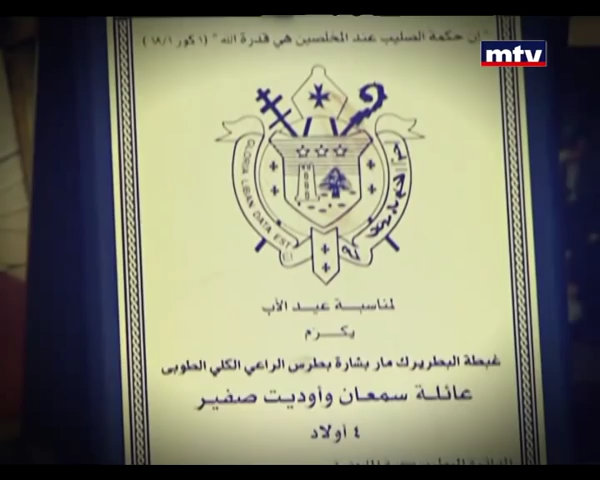 "إن حكمة الصليب عند المخلصين هي قدرة الله" (١ كور ١٨/١)
mtv
GLORIA LIBAN DATA EST
لمناسبة عيد الأب
يكرم
غبطة البطريرك مار بشارة بطرس الراعي الكلي الطوبى
عائلة سمعان وأوديت صفير
٤ أولاد